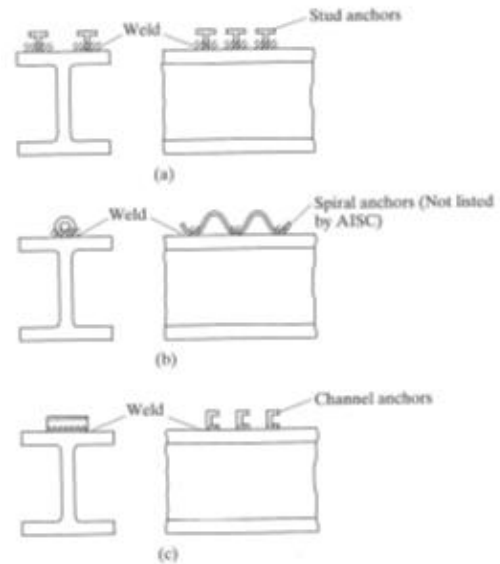 Weld
Stud anchors
(a)
Weld
Spiral anchors (Not listed
by AISC)
(b)
Weld
Channel anchors
(c)